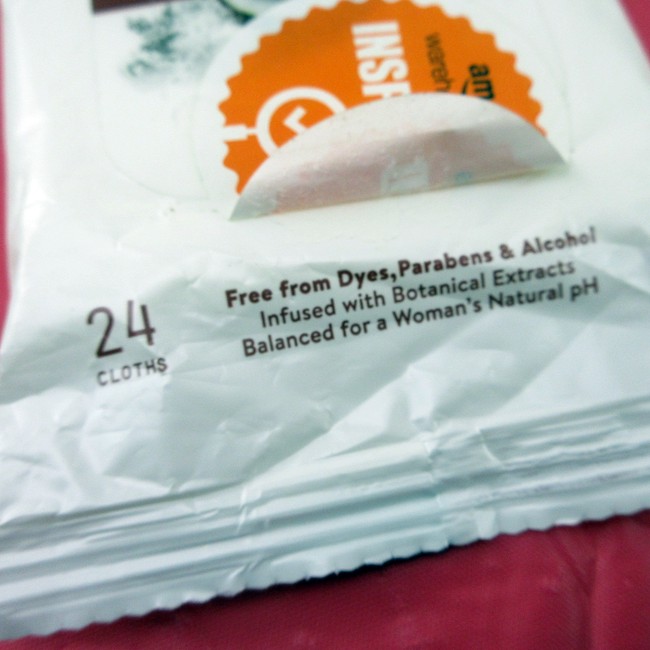 24
CLOTHS
Free from Dyes, Parabens & Alcohol
Infused with Botanical Extracts
Balanced for a Woman's Natural pH